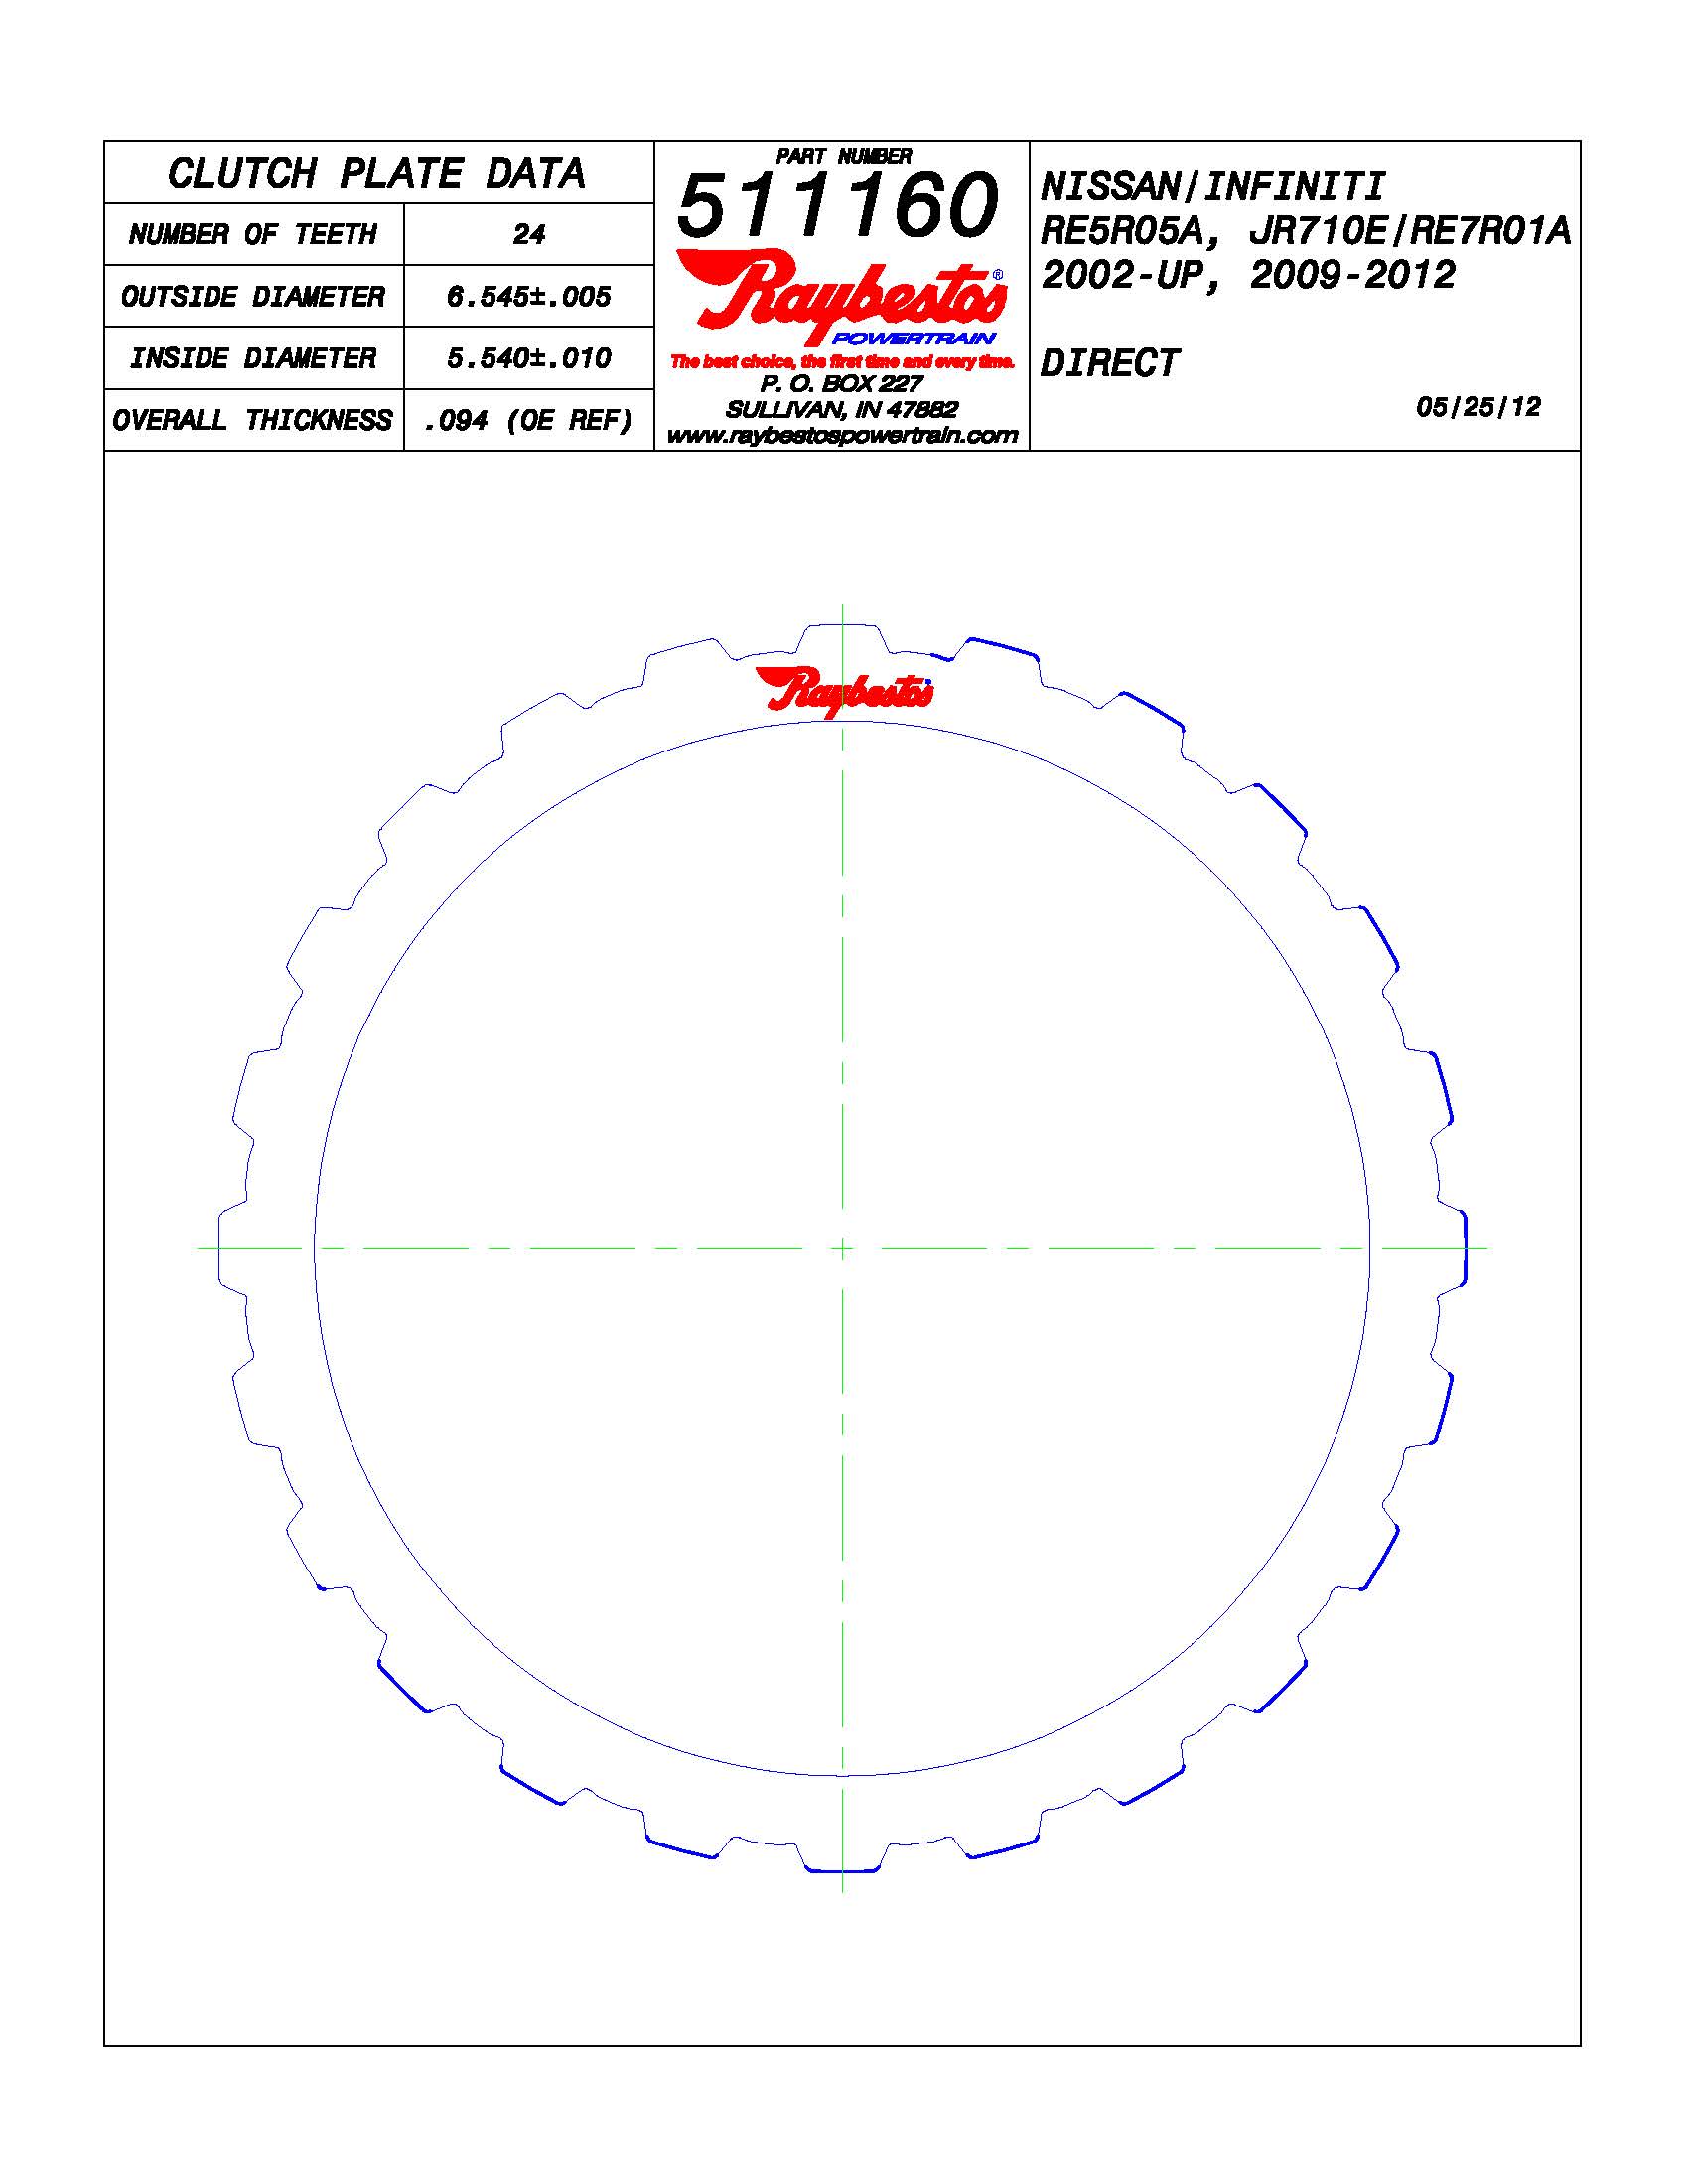 CLUTCH PLATE DATA
NUMBER OF TEETH 24
OUTSIDE DIAMETER 6.545±.005
INSIDE DIAMETER 5.540±.010
OVERALL THICKNESS .094 (OE REF)
PART NUMBER
511160
Raybestos®
POWERTRAIN
The best choice, the first time and every time.
P. O. BOX 227
SULLIVAN, IN 47882
www.raybestospowertrain.com
NISSAN/INFINITI
RE5R05A, JR710E/RE7R01A
2002-UP, 2009-2012
DIRECT
05/25/12
Raybestos